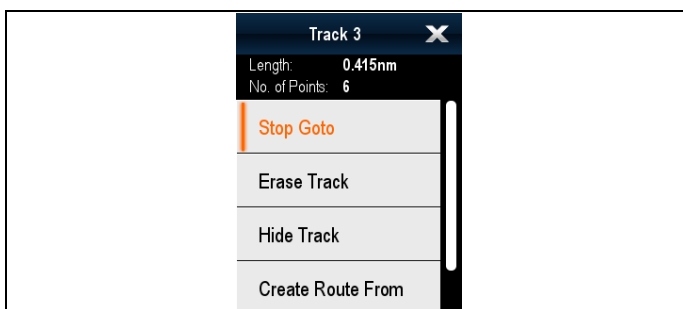 Track 3
Length: 0.415nm
No. of Points: 6
Stop Goto
Erase Track
Hide Track
Create Route From